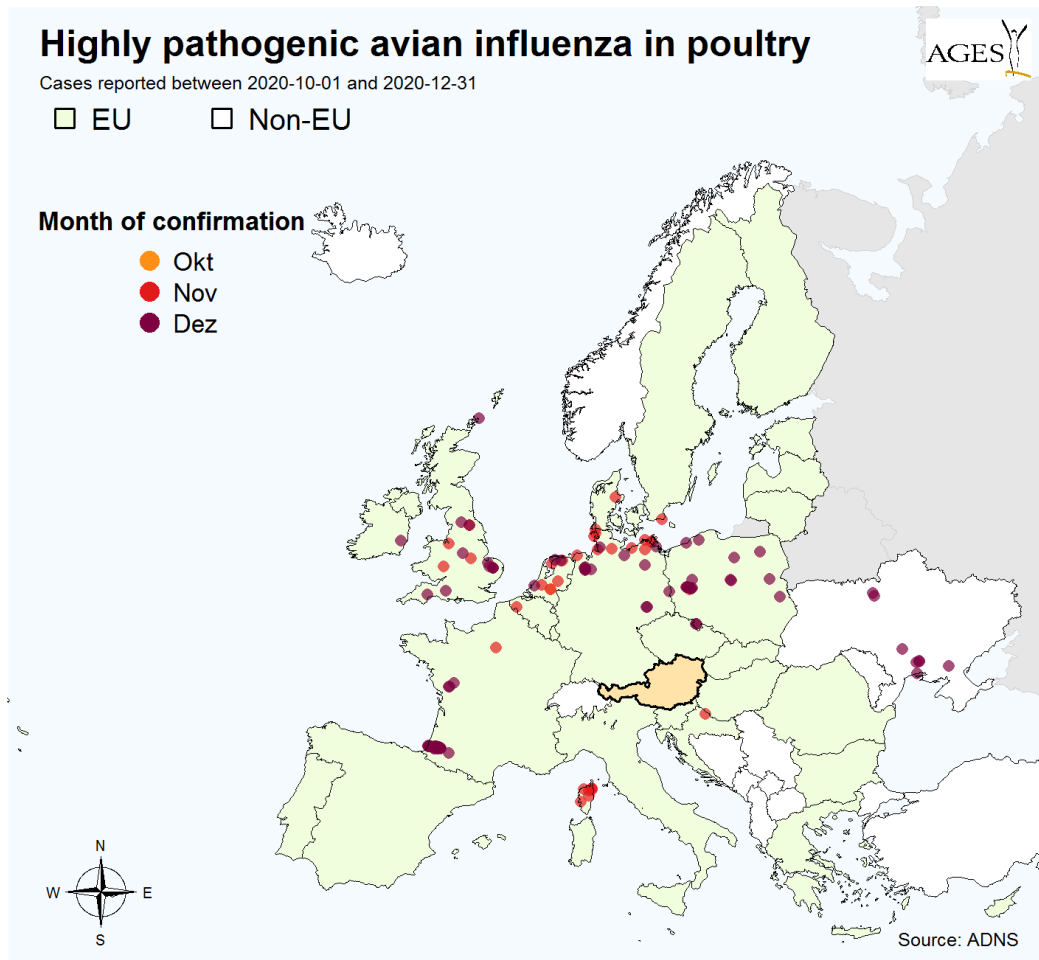 Highly pathogenic avian influenza in poultry
Cases reported between 2020-10-01 and 2020-12-31
EU
Non-EU
AGES
Month of confirmation
Okt
Nov
Dez
N
W
E
S
Source: ADNS